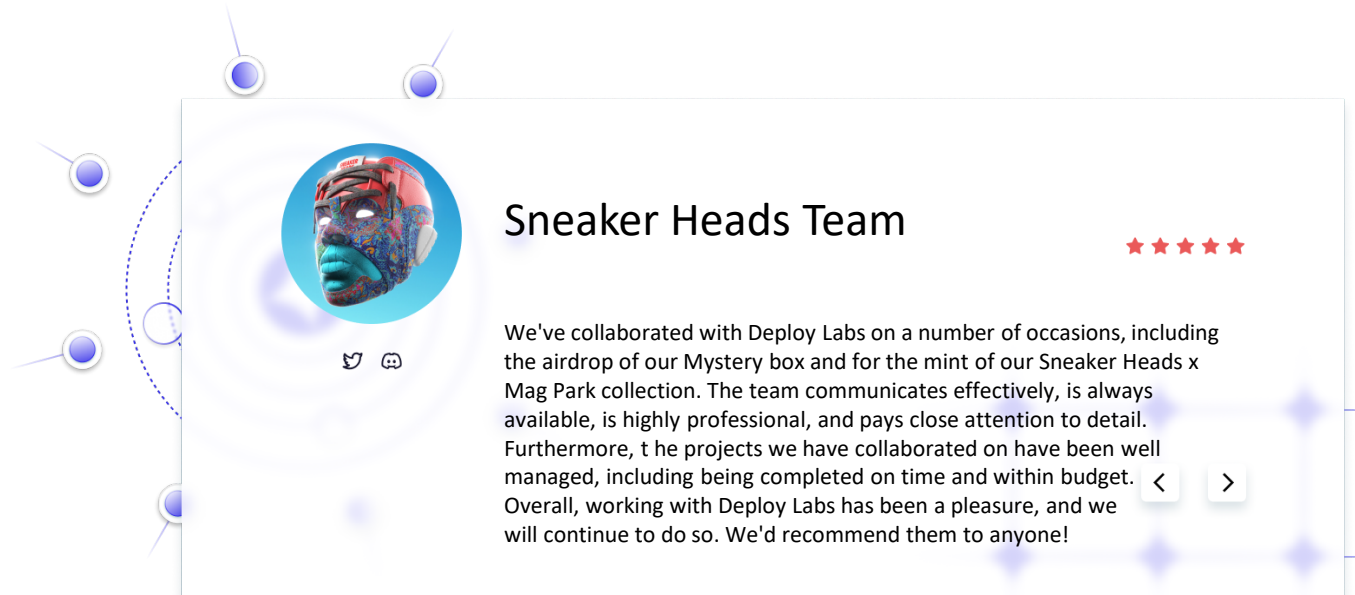 SNEAKER
Sneaker Heads Team
We've collaborated with Deploy Labs on a number of occasions, including
the airdrop of our Mystery box and for the mint of our Sneaker Heads x
Mag Park collection. The team communicates effectively, is always
available, is highly professional, and pays close attention to detail.
Furthermore, t he projects we have collaborated on have been well
managed, including being completed on time and within budget.
Overall, working with Deploy Labs has been a pleasure, and we
will continue to do so. We'd recommend them to anyone!